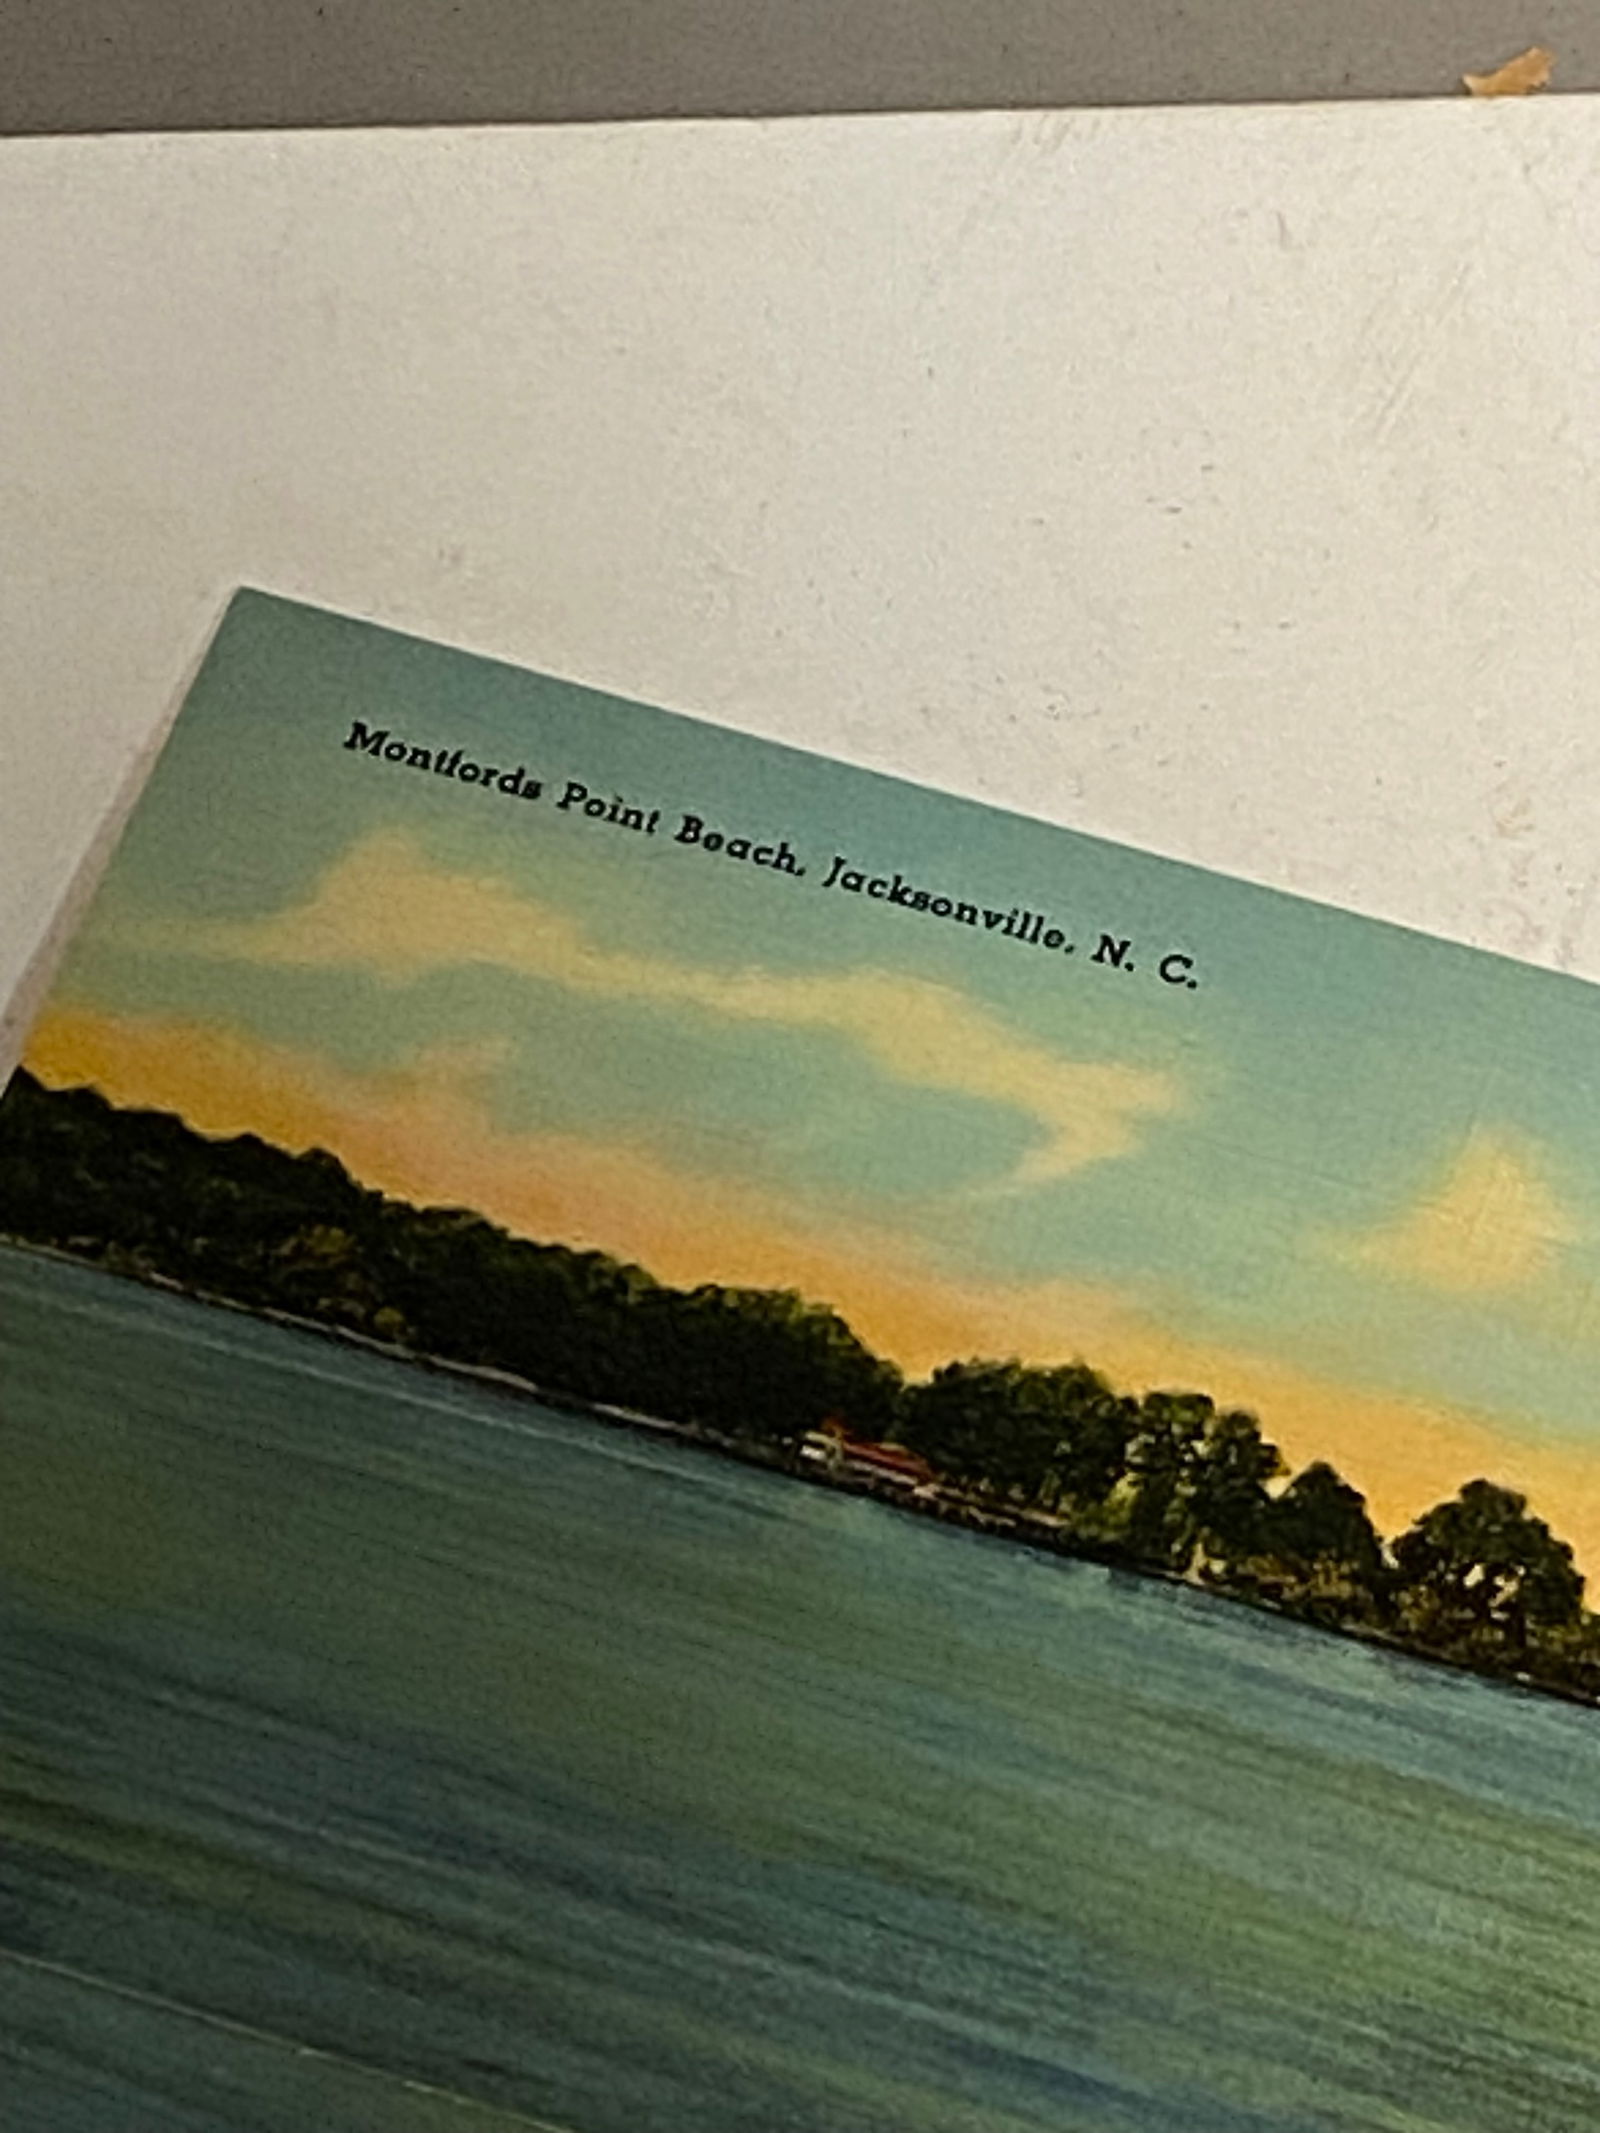 Montfords Point Beach, Jacksonville, N. C.